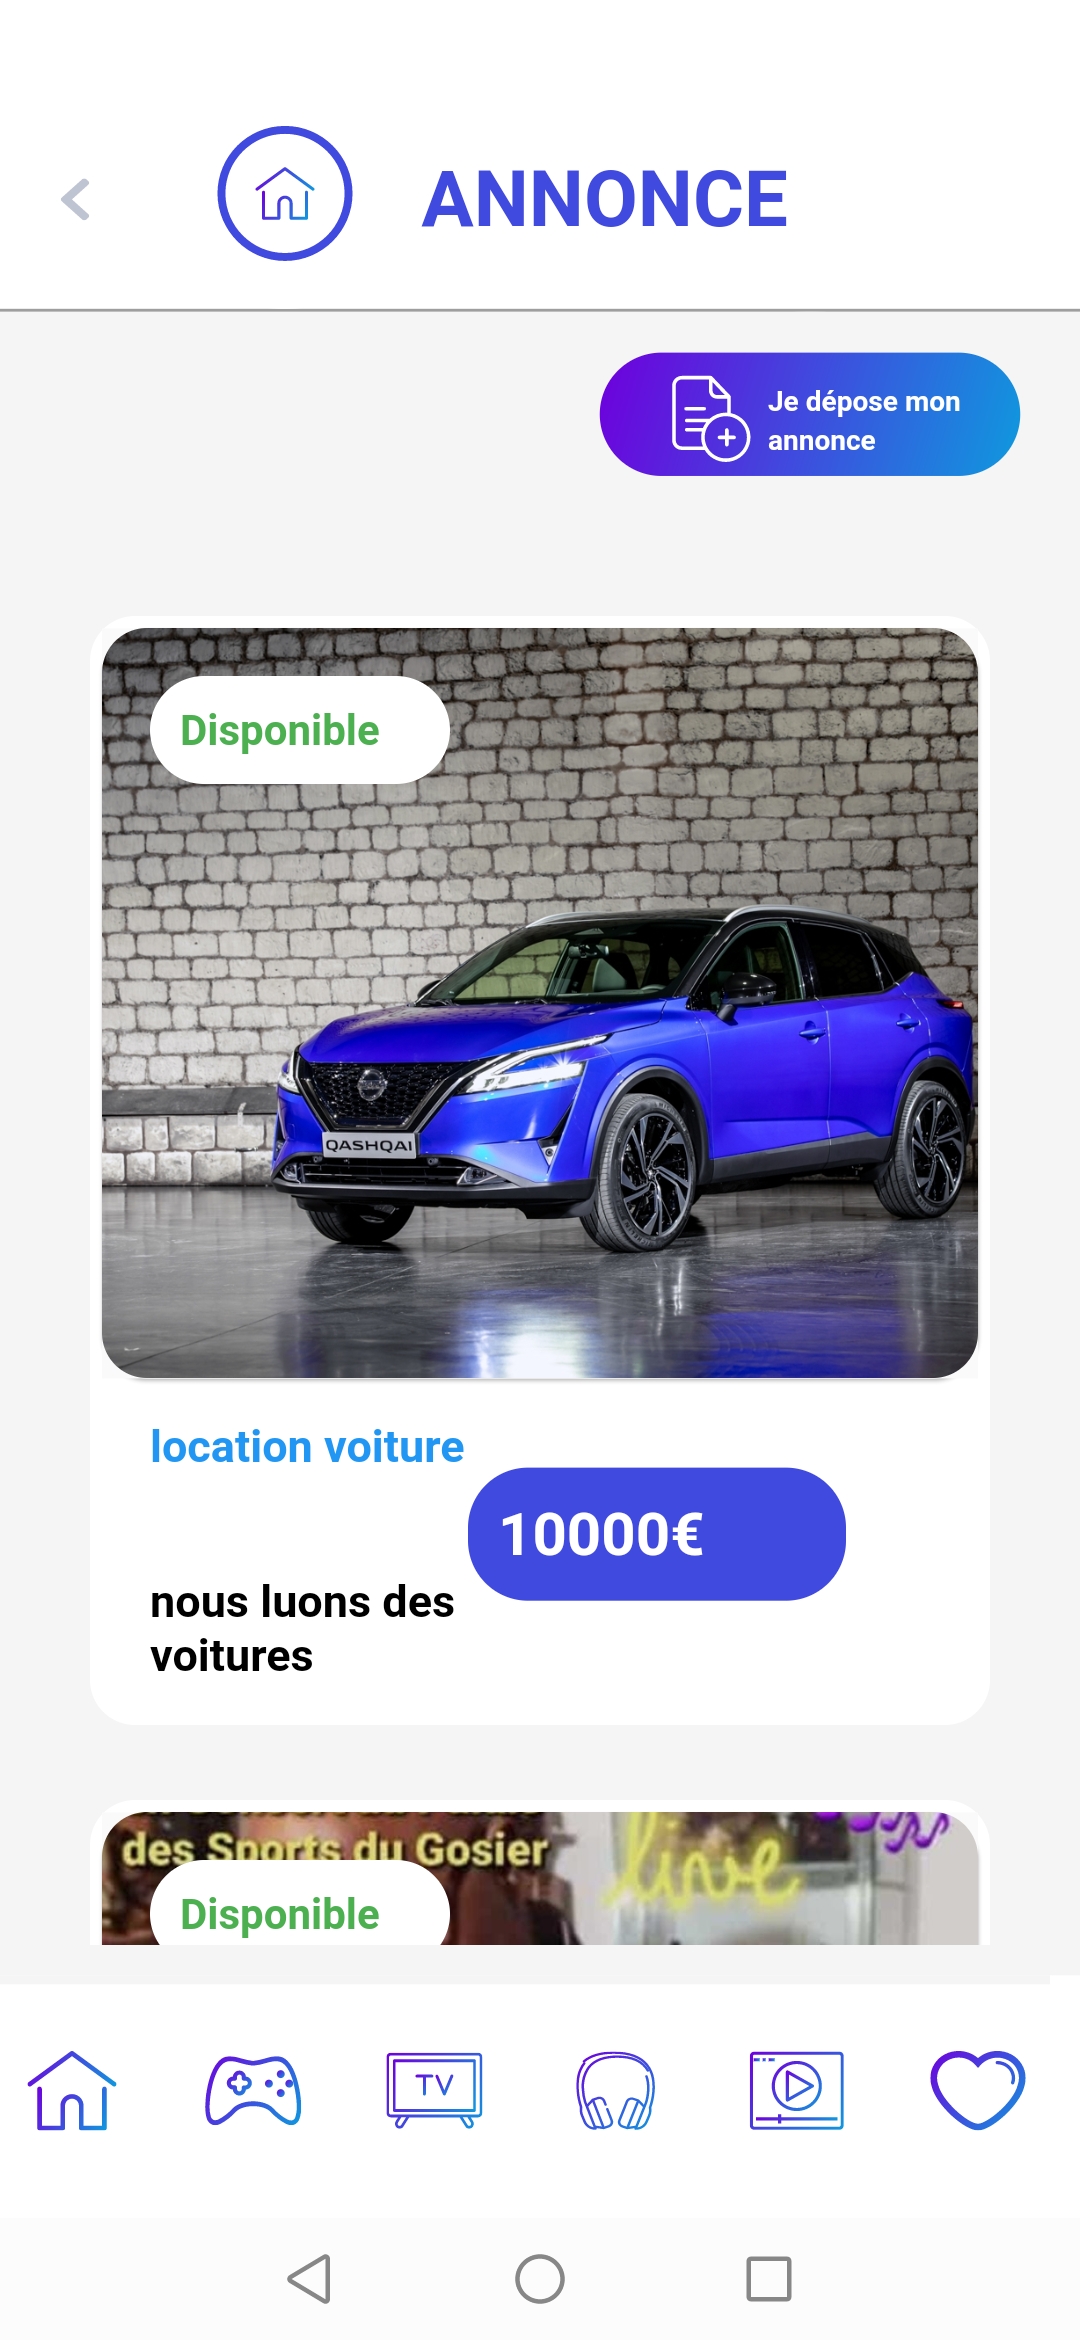 ANNONCE
Je dépose mon
annonce
Disponible
QASHQAI
location voiture
10000€
nous luons des
voitures
des Sports du Gosier
live
Disponible
TV